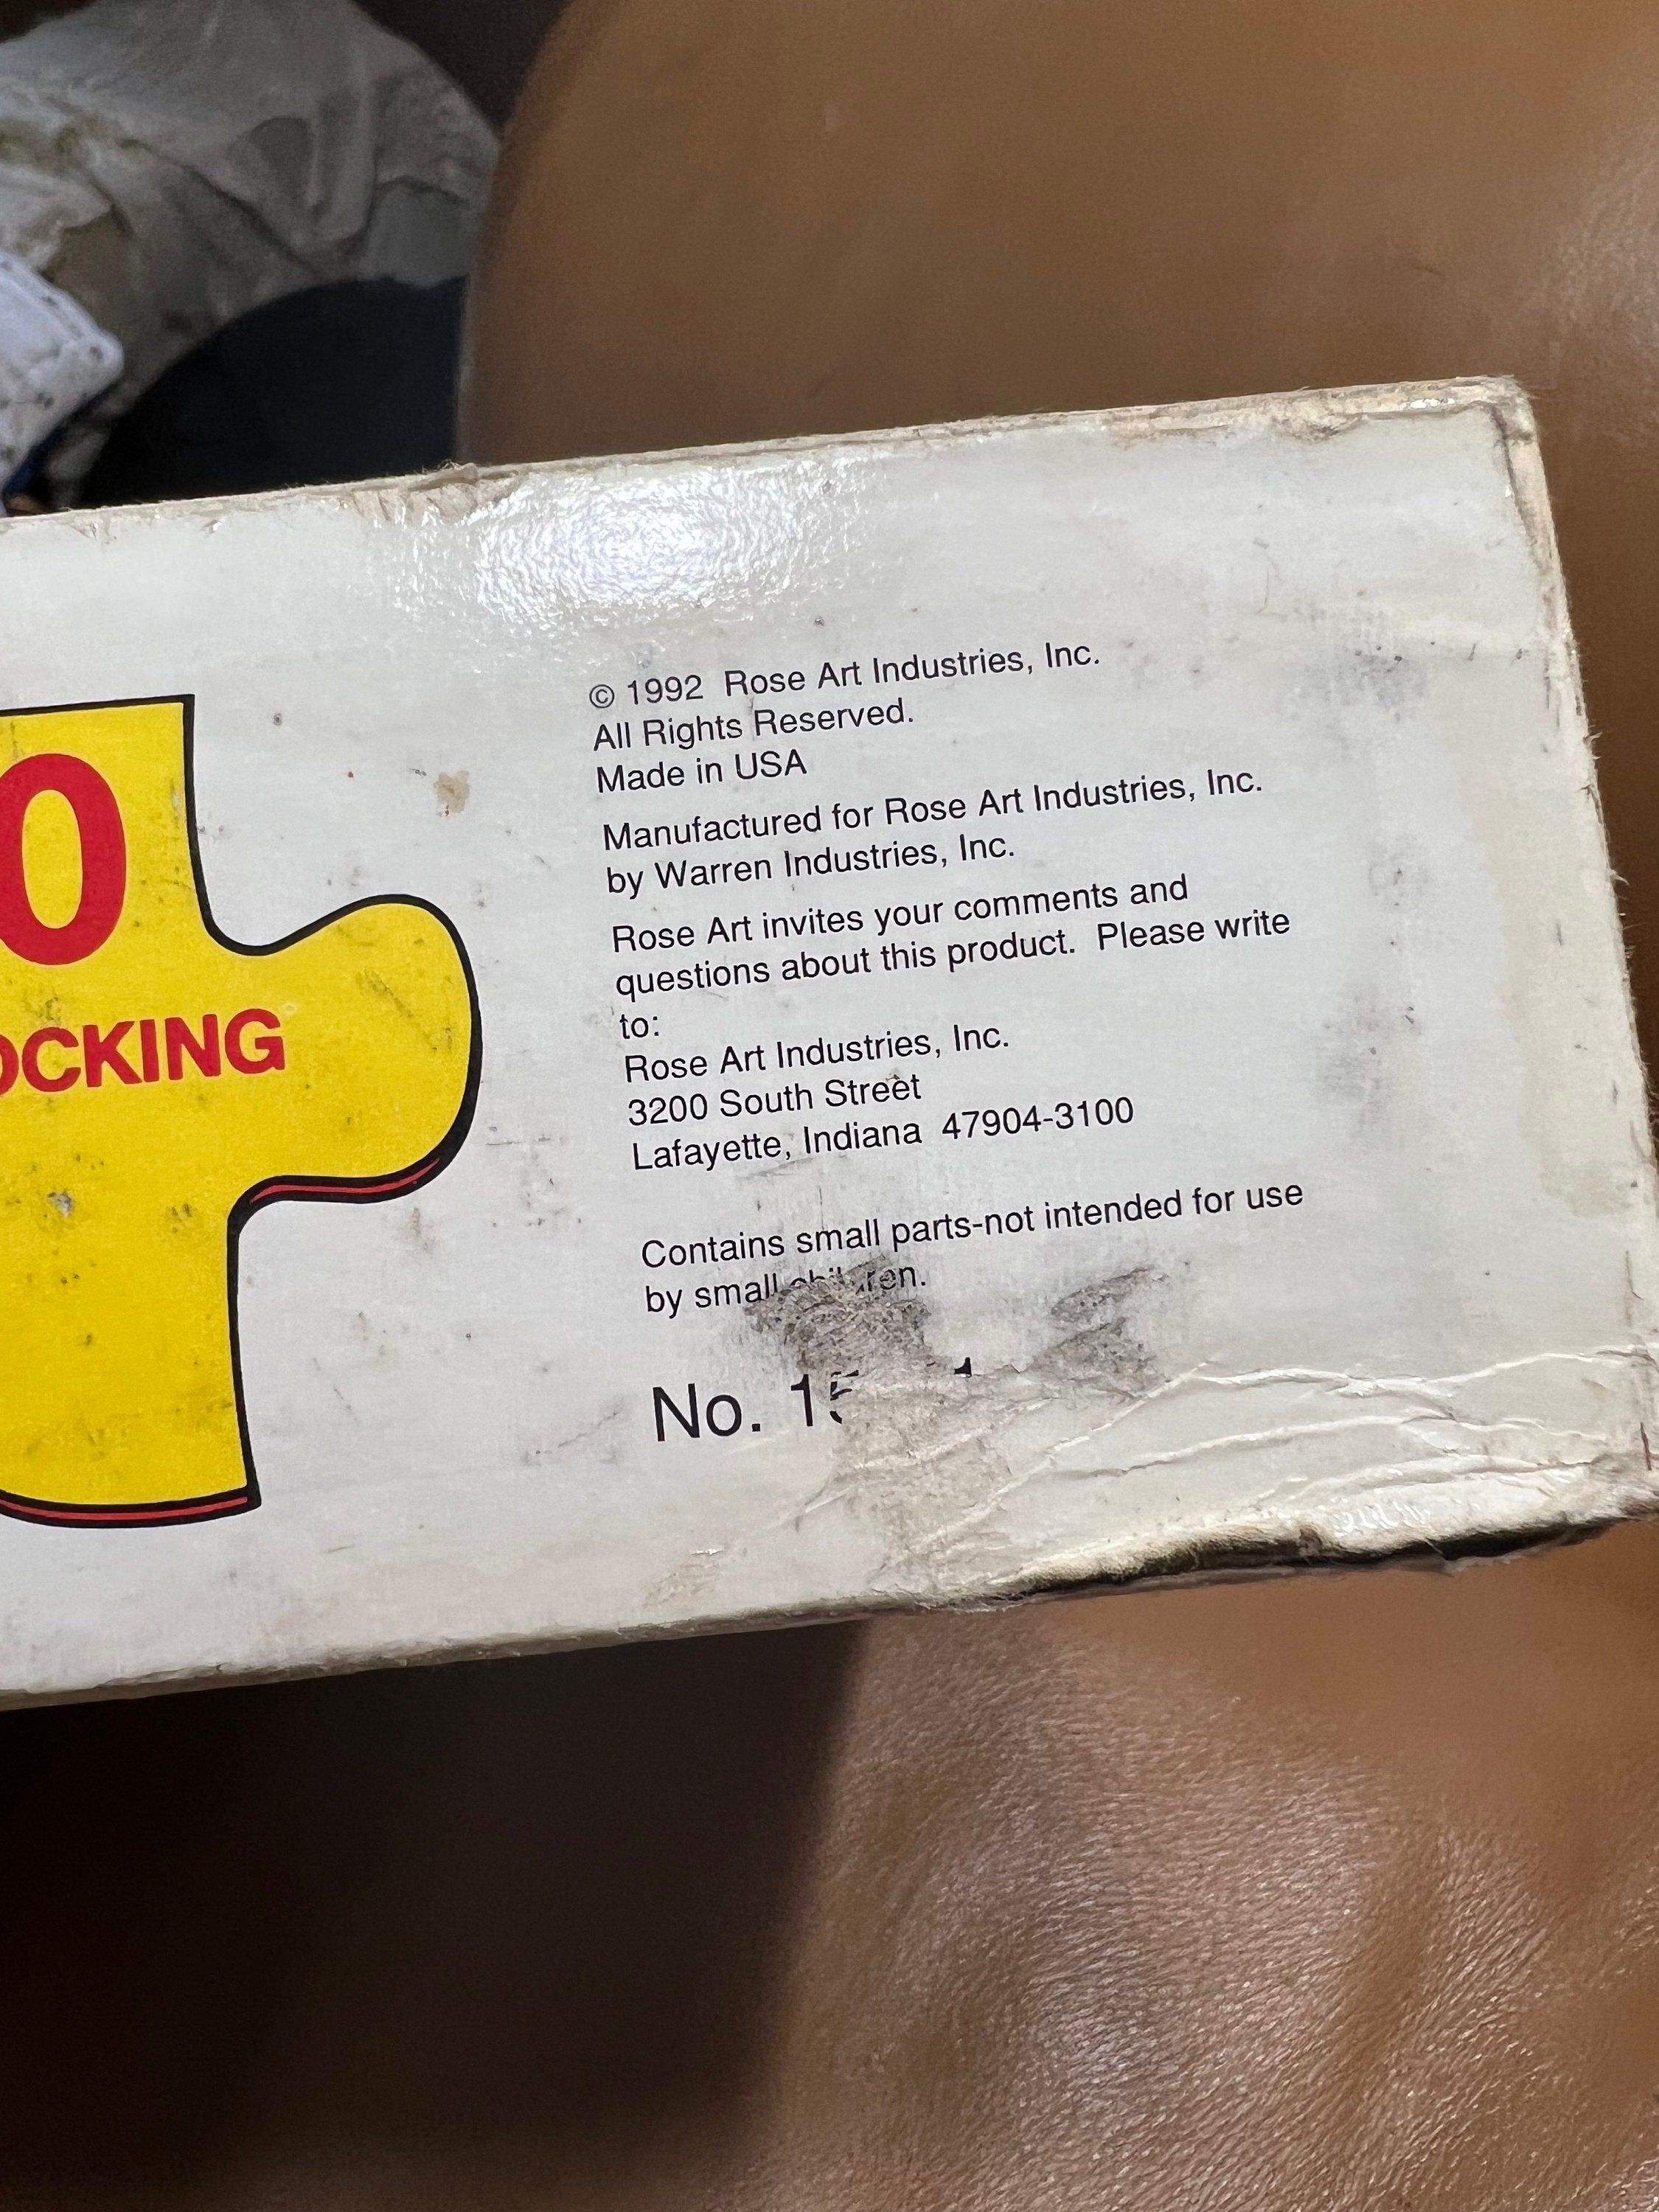 0
OCKING
© 1992 Rose Art Industries, Inc.
All Rights Reserved.
Made in USA
Manufactured for Rose Art Industries, Inc.
by Warren Industries, Inc.
Rose Art invites your comments and
questions about this product. Please write
to:
Rose Art Industries, Inc.
3200 South Street
Lafayette, Indiana 47904-3100
Contains small parts-not intended for use
by small children.
No.